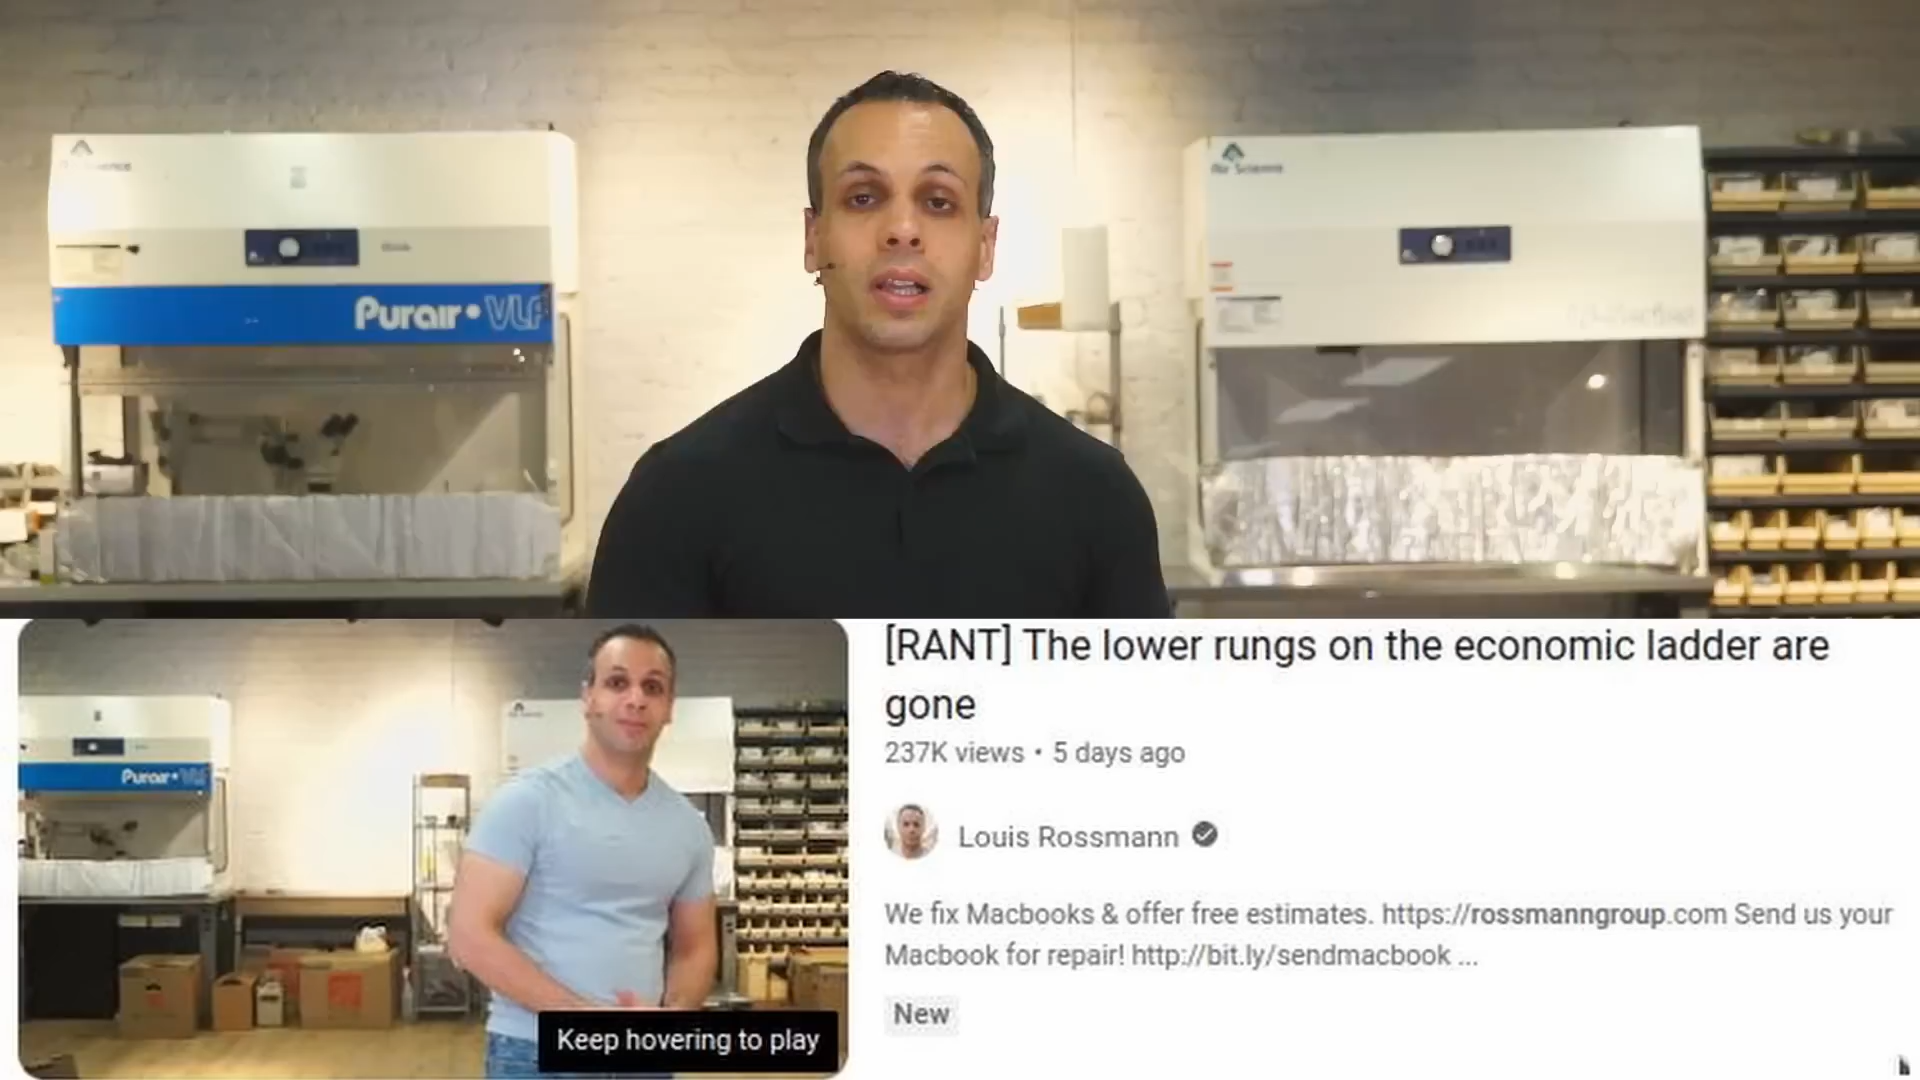 Air Science
Purair • VLF
[RANT] The lower rungs on the economic ladder are
gone
237K views • 5 days ago
Purair •
Louis Rossmann
We fix Macbooks & offer free estimates. https://rossmanngroup.com Send us your
Macbook for repair! http://bit.ly/sendmacbook ...
New
Keep hovering to play